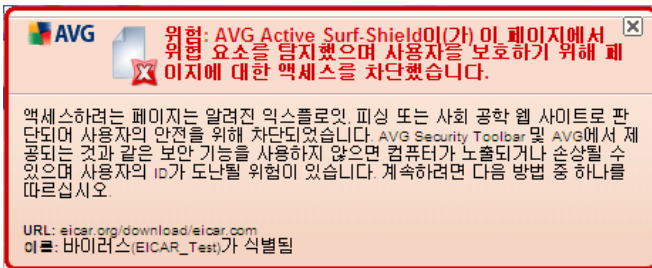 AVG
위험: AVG Active Surf-Shield이(가) 이 페이지에서
위협 요소를 탐지했으며 사용자를 보호하기 위해 페
이지에 대한 액세스를 차단했습니다.
액세스하려는 페이지는 알려진 익스플로잇, 피싱 또는 사회 공학 웹 사이트로 판
단되어 사용자의 안전을 위해 차단되었습니다. AVG Security Toolbar 및 AVG에서 제
공되는 것과 같은 보안 기능을 사용하지 않으면 컴퓨터가 노출되거나 손상될 수
있으며 사용자의 ID가 도난될 위험이 있습니다. 계속하려면 다음 방법 중 하나를
따르십시오.
URL: eicar.org/download/eicar.com
이름: 바이러스(EICAR_Test)가 식별됨